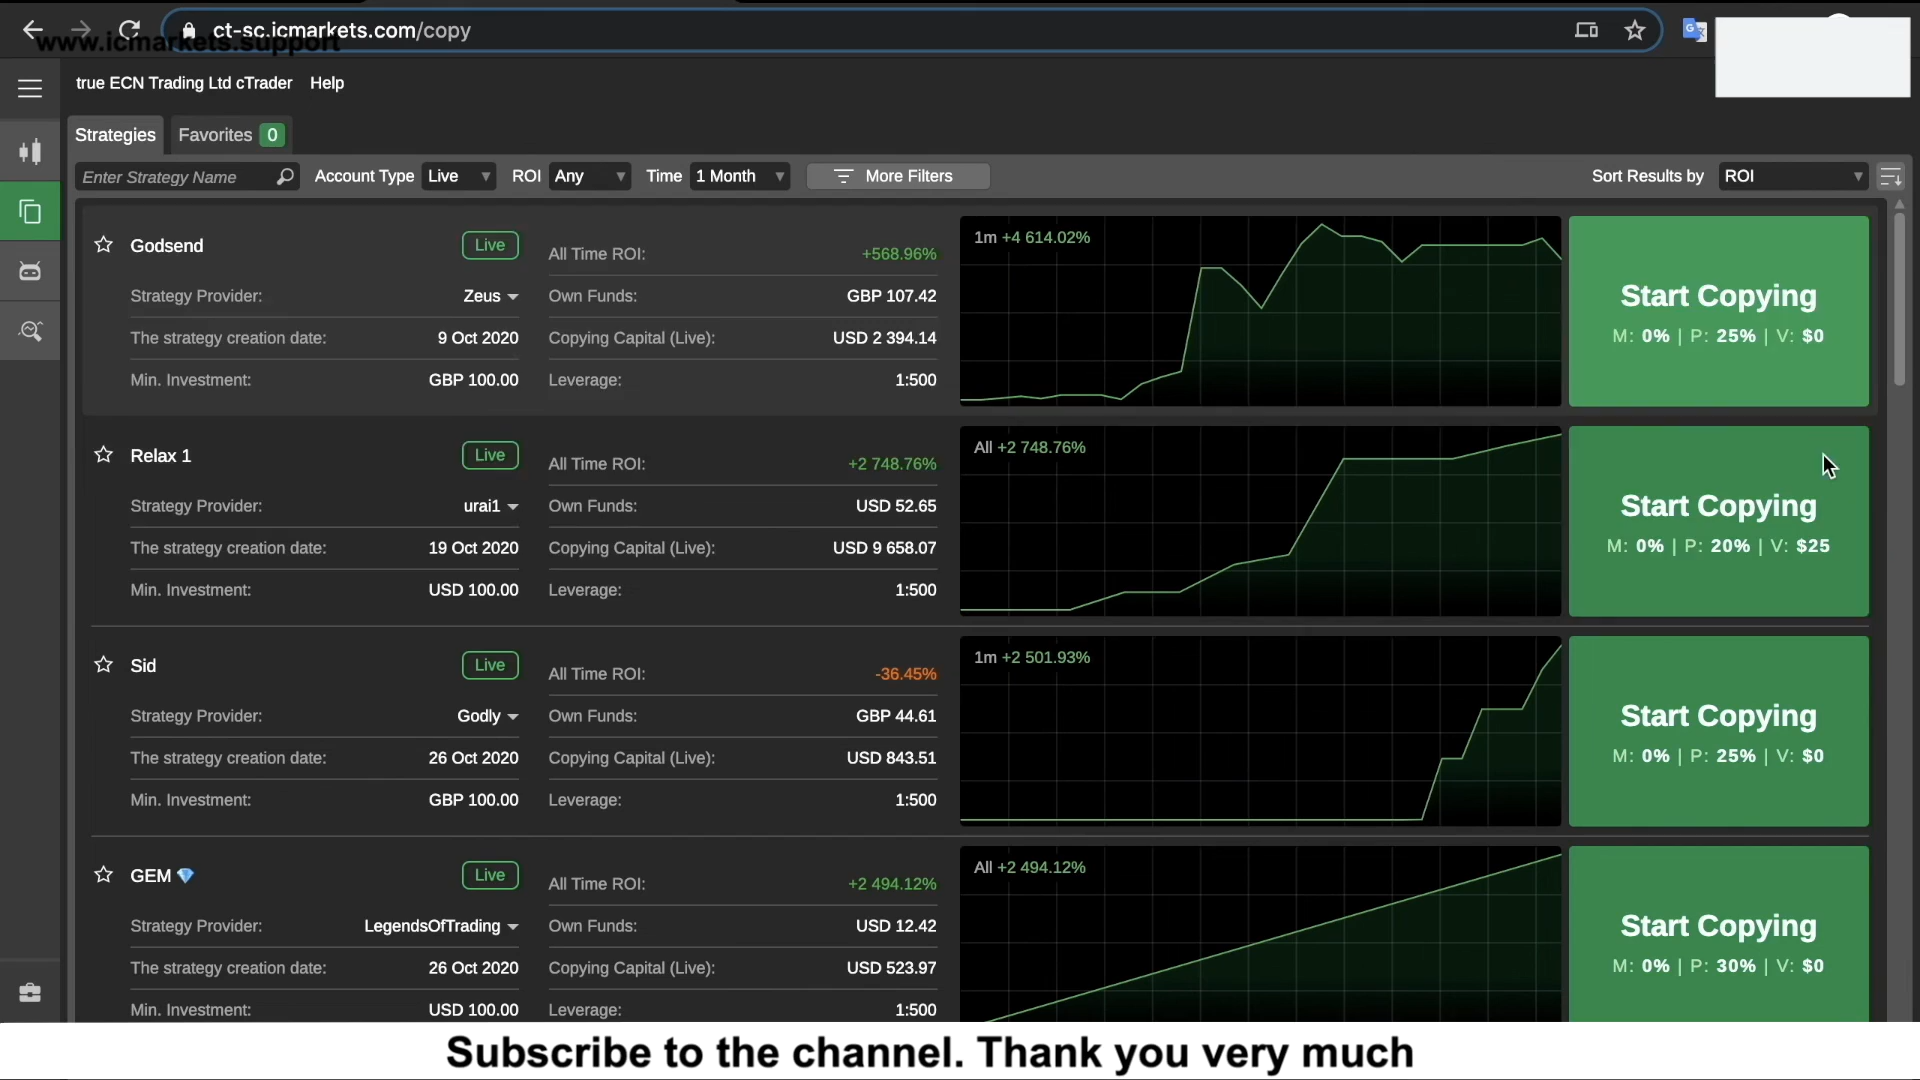 ct-sc.icmarkets.com/copy
www.icmarkets.support
true ECN Trading Ltd cTrader Help
Strategies Favorites 0
Enter Strategy Name Account Type Live ROI Any Time 1 Month More Filters Sort Results by ROI
Godsend Live
All Time ROI: +568.96%
Strategy Provider: Zeus
Own Funds: GBP 107.42
The strategy creation date: 9 Oct 2020
Copying Capital (Live): USD 2 394.14
Min. Investment: GBP 100.00
Leverage: 1:500
1m +4 614.02%
Start Copying
M: 0% | P: 25% | V: $0
Relax 1 Live
All Time ROI: +2 748.76%
Strategy Provider: urai1
Own Funds: USD 52.65
The strategy creation date: 19 Oct 2020
Copying Capital (Live): USD 9 658.07
Min. Investment: USD 100.00
Leverage: 1:500
All +2 748.76%
Start Copying
M: 0% | P: 20% | V: $25
Sid Live
All Time ROI: -36.45%
Strategy Provider: Godly
Own Funds: GBP 44.61
The strategy creation date: 26 Oct 2020
Copying Capital (Live): USD 843.51
Min. Investment: GBP 100.00
Leverage: 1:500
1m +2 501.93%
Start Copying
M: 0% | P: 25% | V: $0
GEM 💎 Live
All Time ROI: +2 494.12%
Strategy Provider: LegendsOfTrading
Own Funds: USD 12.42
The strategy creation date: 26 Oct 2020
Copying Capital (Live): USD 523.97
Min. Investment: USD 100.00
Leverage: 1:500
All +2 494.12%
Start Copying
M: 0% | P: 30% | V: $0
Subscribe to the channel. Thank you very much